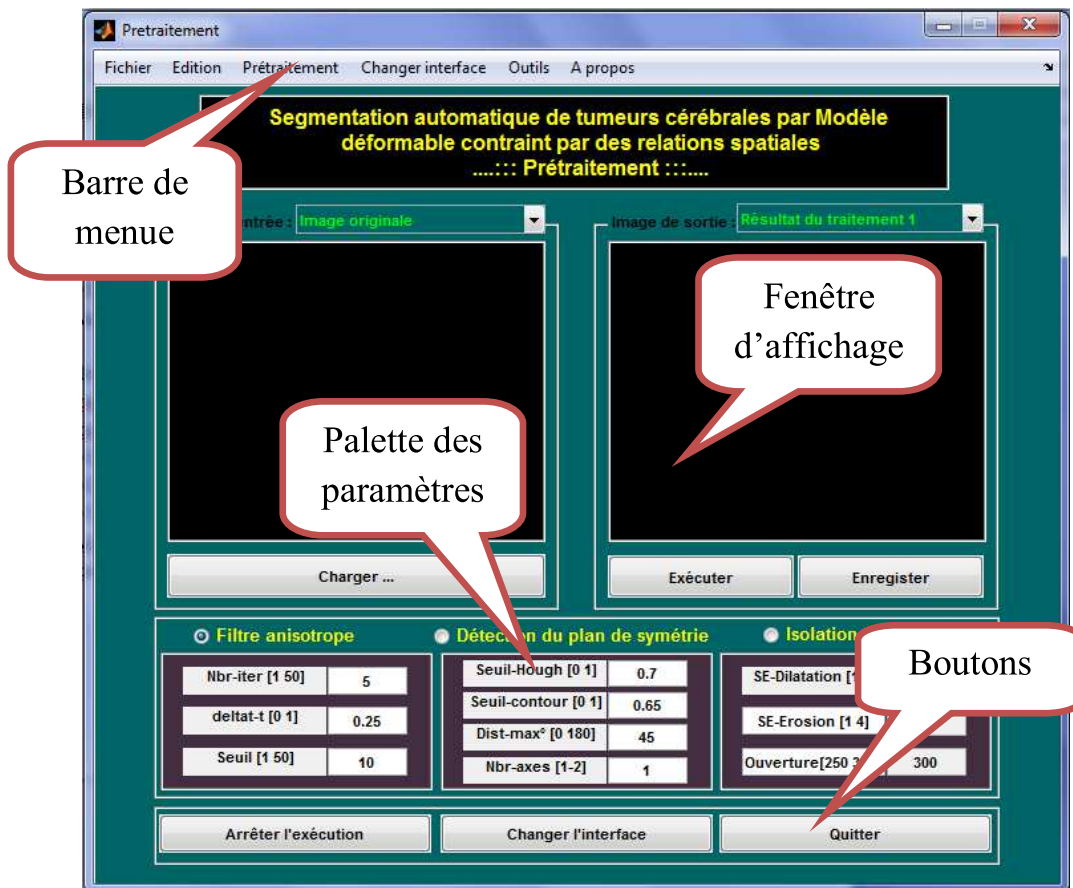 Pretraitement
Fichier Edition Prétraitement Changer interface Outils A propos
Segmentation automatique de tumeurs cérébrales par Modèle
déformable contraint par des relations spatiales
....::: Prétraitement :::....
Barre de
menue
entrée : Image originale
Image de sortie : Résultat du traitement 1
Fenêtre
d'affichage
Palette des
paramètres
Charger ...
Exécuter
Enregister
Filtre anisotrope
Détection du plan de symétrie
Isolation
Boutons
Nbr-iter [1 50] 5
deltat-t [0 1] 0.25
Seuil [1 50] 10
Seuil-Hough [0 1] 0.7
Seuil-contour [0 1] 0.65
Dist-max° [0 180] 45
Nbr-axes [1-2] 1
SE-Dilatation [1
SE-Erosion [1 4]
Ouverture[250 3 300
Arrêter l'exécution
Changer l'interface
Quitter